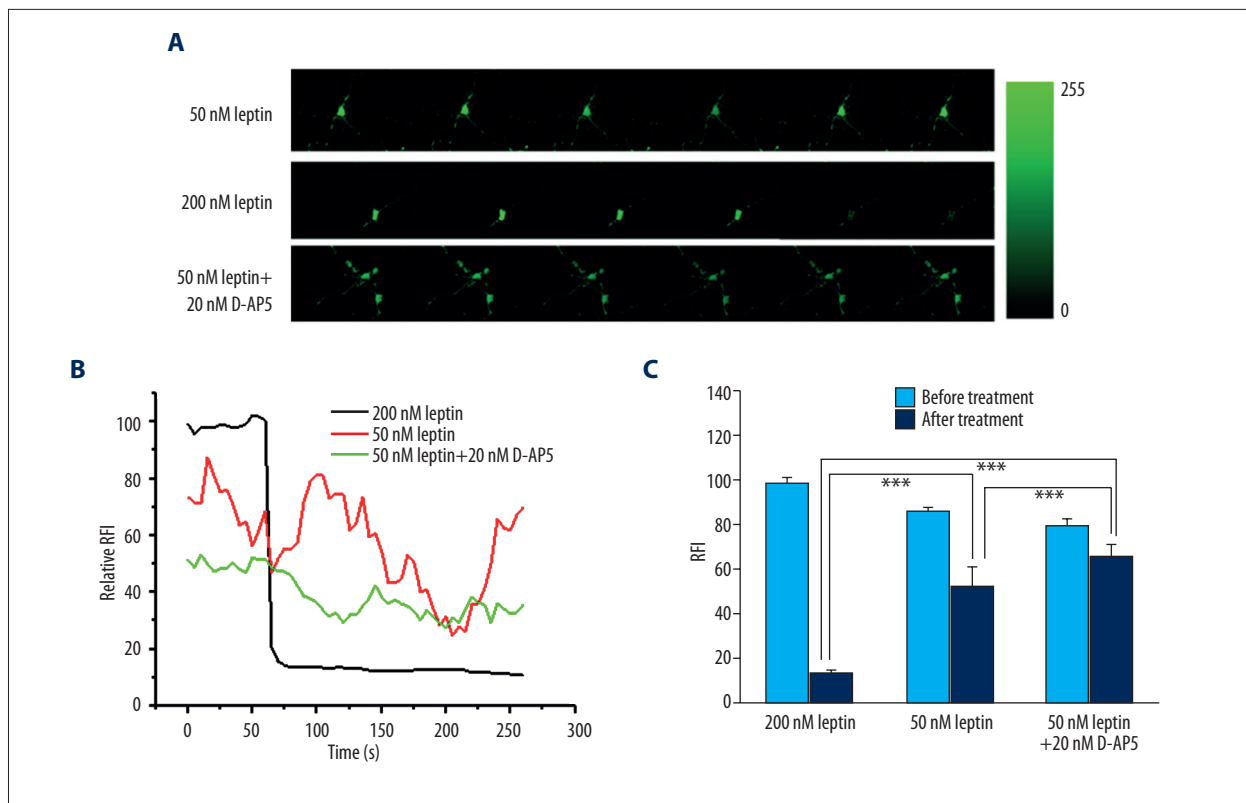 A
50 nM leptin
200 nM leptin
50 nM leptin+
20 nM D-AP5
255
0
B
Relative RFI
100
80
60
40
20
0
200 nM leptin
50 nM leptin
50 nM leptin+20 nM D-AP5
0 50 100 150 200 250 300
Time (s)
C
RFI
140
120
100
80
60
40
20
0
Before treatment
After treatment
***
*** ***
200 nM leptin 50 nM leptin 50 nM leptin
+20 nM D-AP5